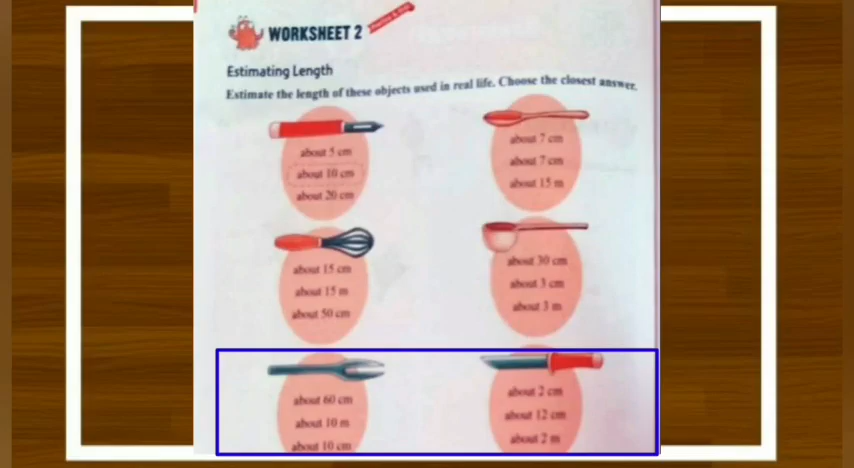 WORKSHEET 2
Estimating Length
Estimate the length of these objects used in real life. Choose the closest answer.
about 5 cm
about 10 cm
about 20 cm
about 7 cm
about 7 cm
about 15 m
about 15 cm
about 15 m
about 50 cm
about 30 cm
about 3 cm
about 3 m
about 60 cm
about 10 m
about 10 cm
about 2 cm
about 12 cm
about 2 m